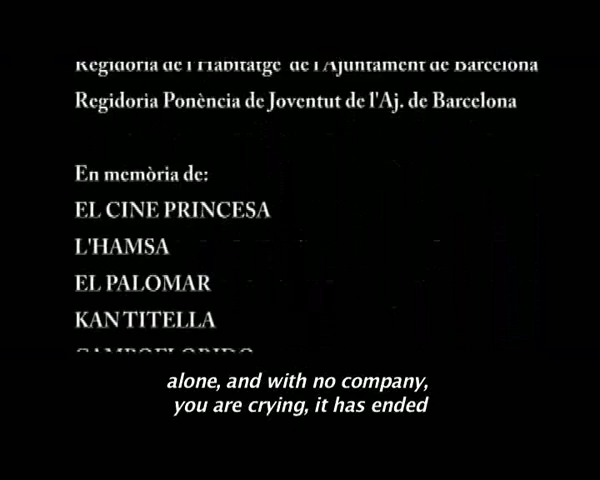 Regidoria de l'Habitatge de l'Ajuntament de Barcelona
Regidoria Ponència de Joventut de l'Aj. de Barcelona
En memòria de:
EL CINE PRINCESA
L'HAMSA
EL PALOMAR
KAN TITELLA
alone, and with no company,
you are crying, it has ended